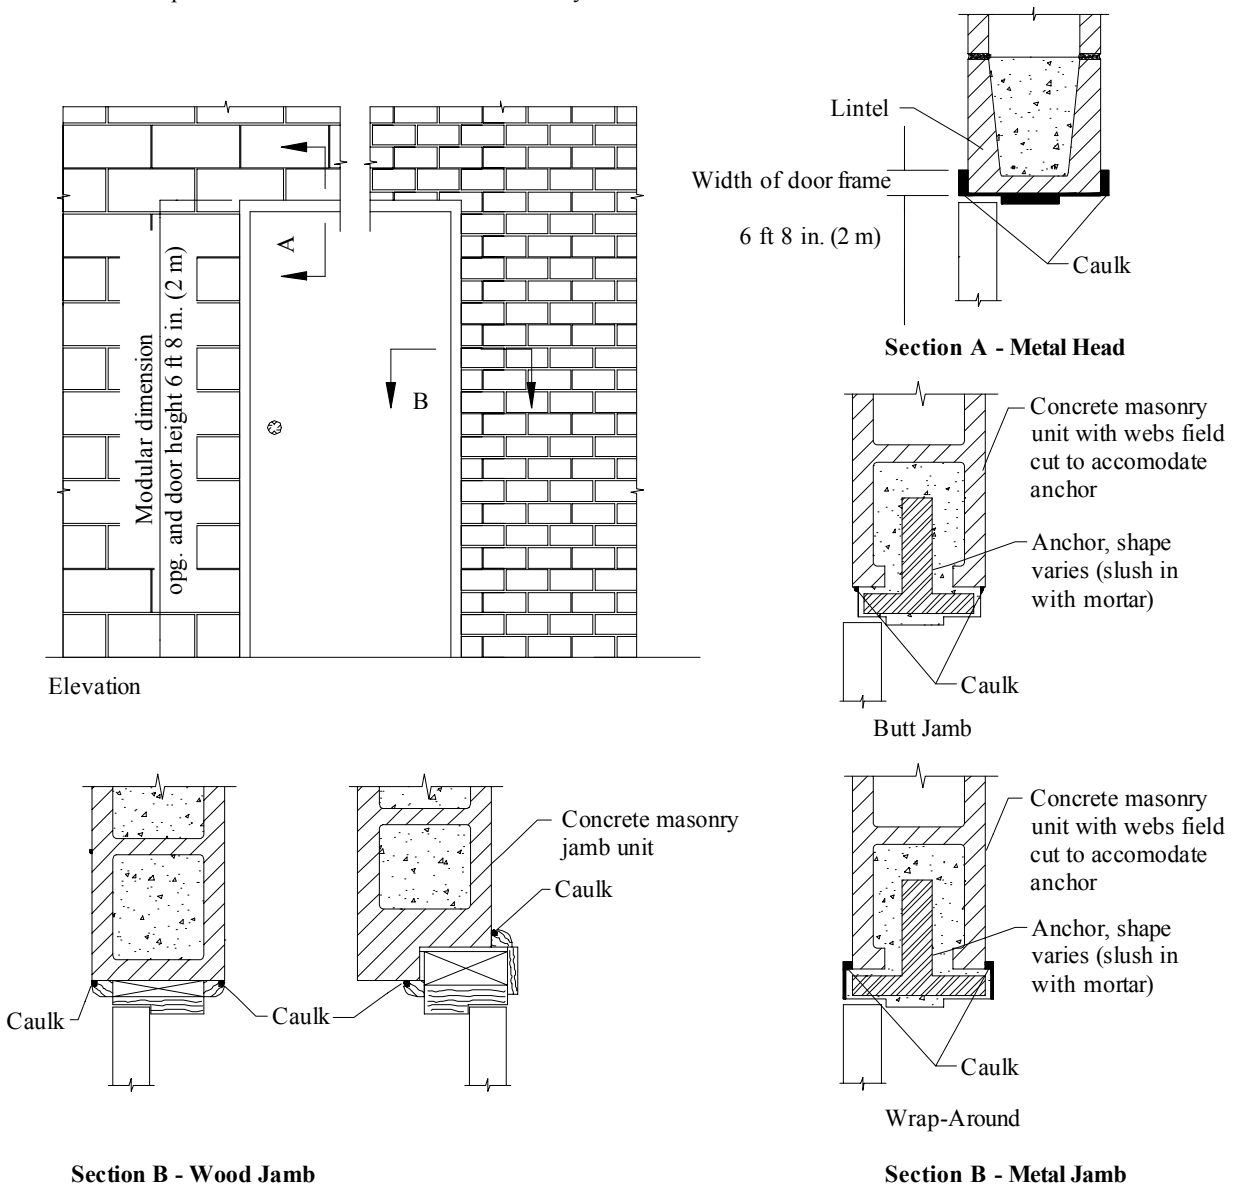 Lintel
Width of door frame
6 ft 8 in. (2 m)
Caulk
Section A - Metal Head
A
B
Modular dimension
opg. and door height 6 ft 8 in. (2 m)
Elevation
Concrete masonry
unit with webs field
cut to accomodate
anchor
Anchor, shape
varies (slush in
with mortar)
Caulk
Butt Jamb
Concrete masonry
jamb unit
Caulk
Caulk
Caulk
Section B - Wood Jamb
Concrete masonry
unit with webs field
cut to accomodate
anchor
Anchor, shape
varies (slush in
with mortar)
Caulk
Wrap-Around
Section B - Metal Jamb